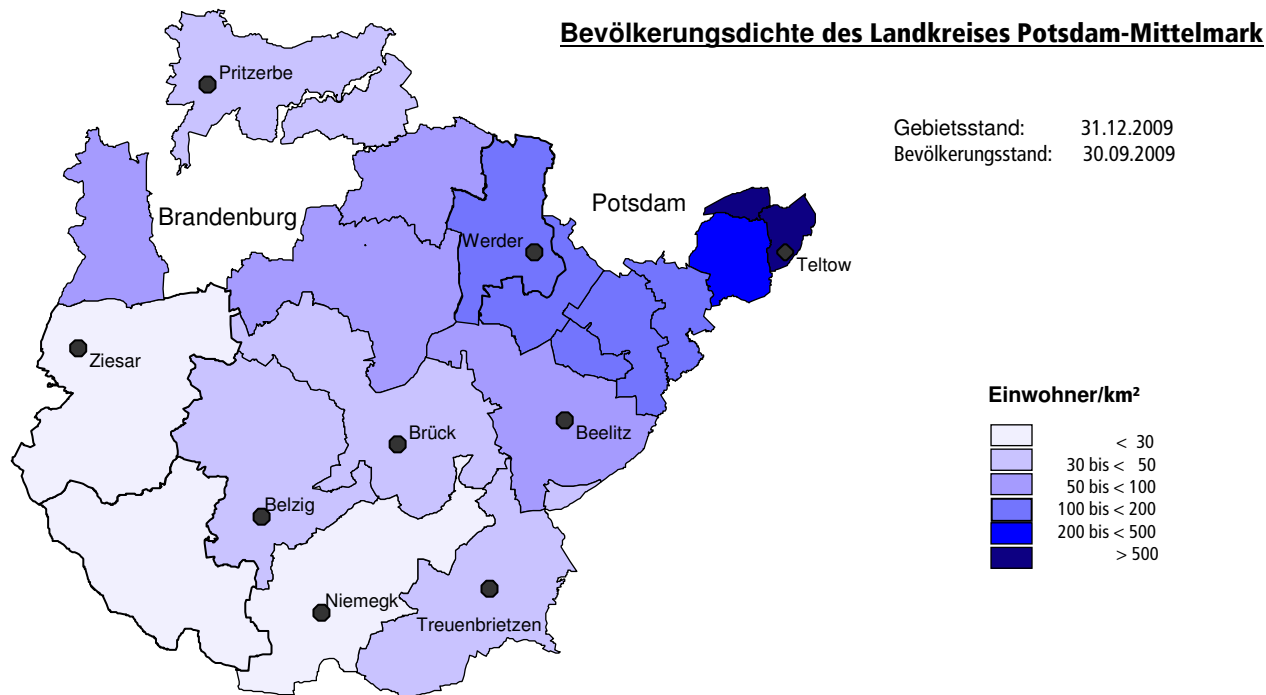 Bevölkerungsdichte des Landkreises Potsdam-Mittelmark
Pritzerbe
Gebietsstand: 31.12.2009
Bevölkerungsstand: 30.09.2009
Brandenburg
Potsdam
Werder
Teltow
Ziesar
Brück
Beelitz
Belzig
Niemegk
Treuenbrietzen
Einwohner/km²
< 30
30 bis < 50
50 bis < 100
100 bis < 200
200 bis < 500
> 500